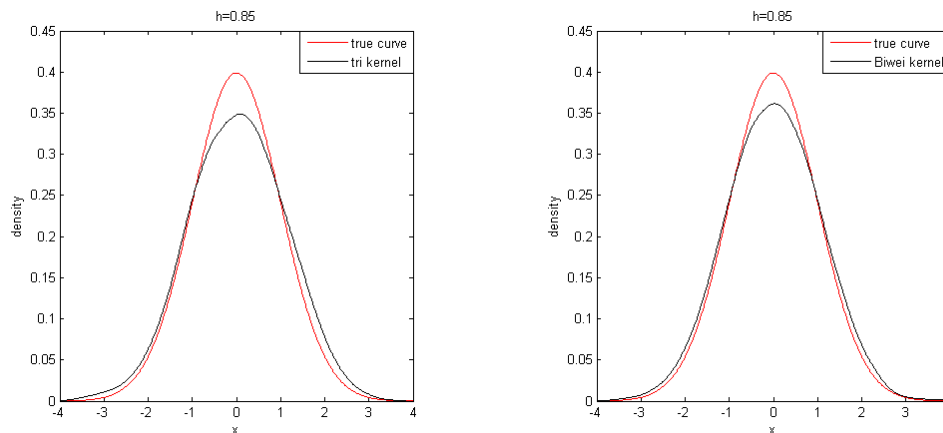 h=0.85
true curve
tri kernel
0.45
0.4
0.35
0.3
0.25
0.2
0.15
0.1
0.05
0
density
-4 -3 -2 -1 0 1 2 3 4
x
h=0.85
true curve
Biwei kernel
0.45
0.4
0.35
0.3
0.25
0.2
0.15
0.1
0.05
0
density
-4 -3 -2 -1 0 1 2 3
x